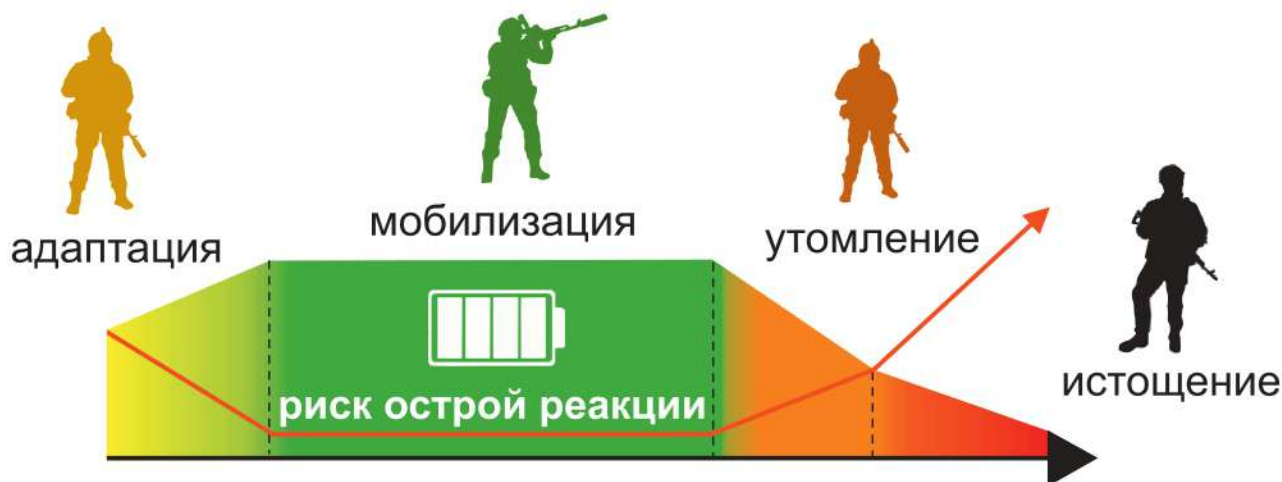 адаптация
мобилизация
утомление
истощение
риск острой реакции